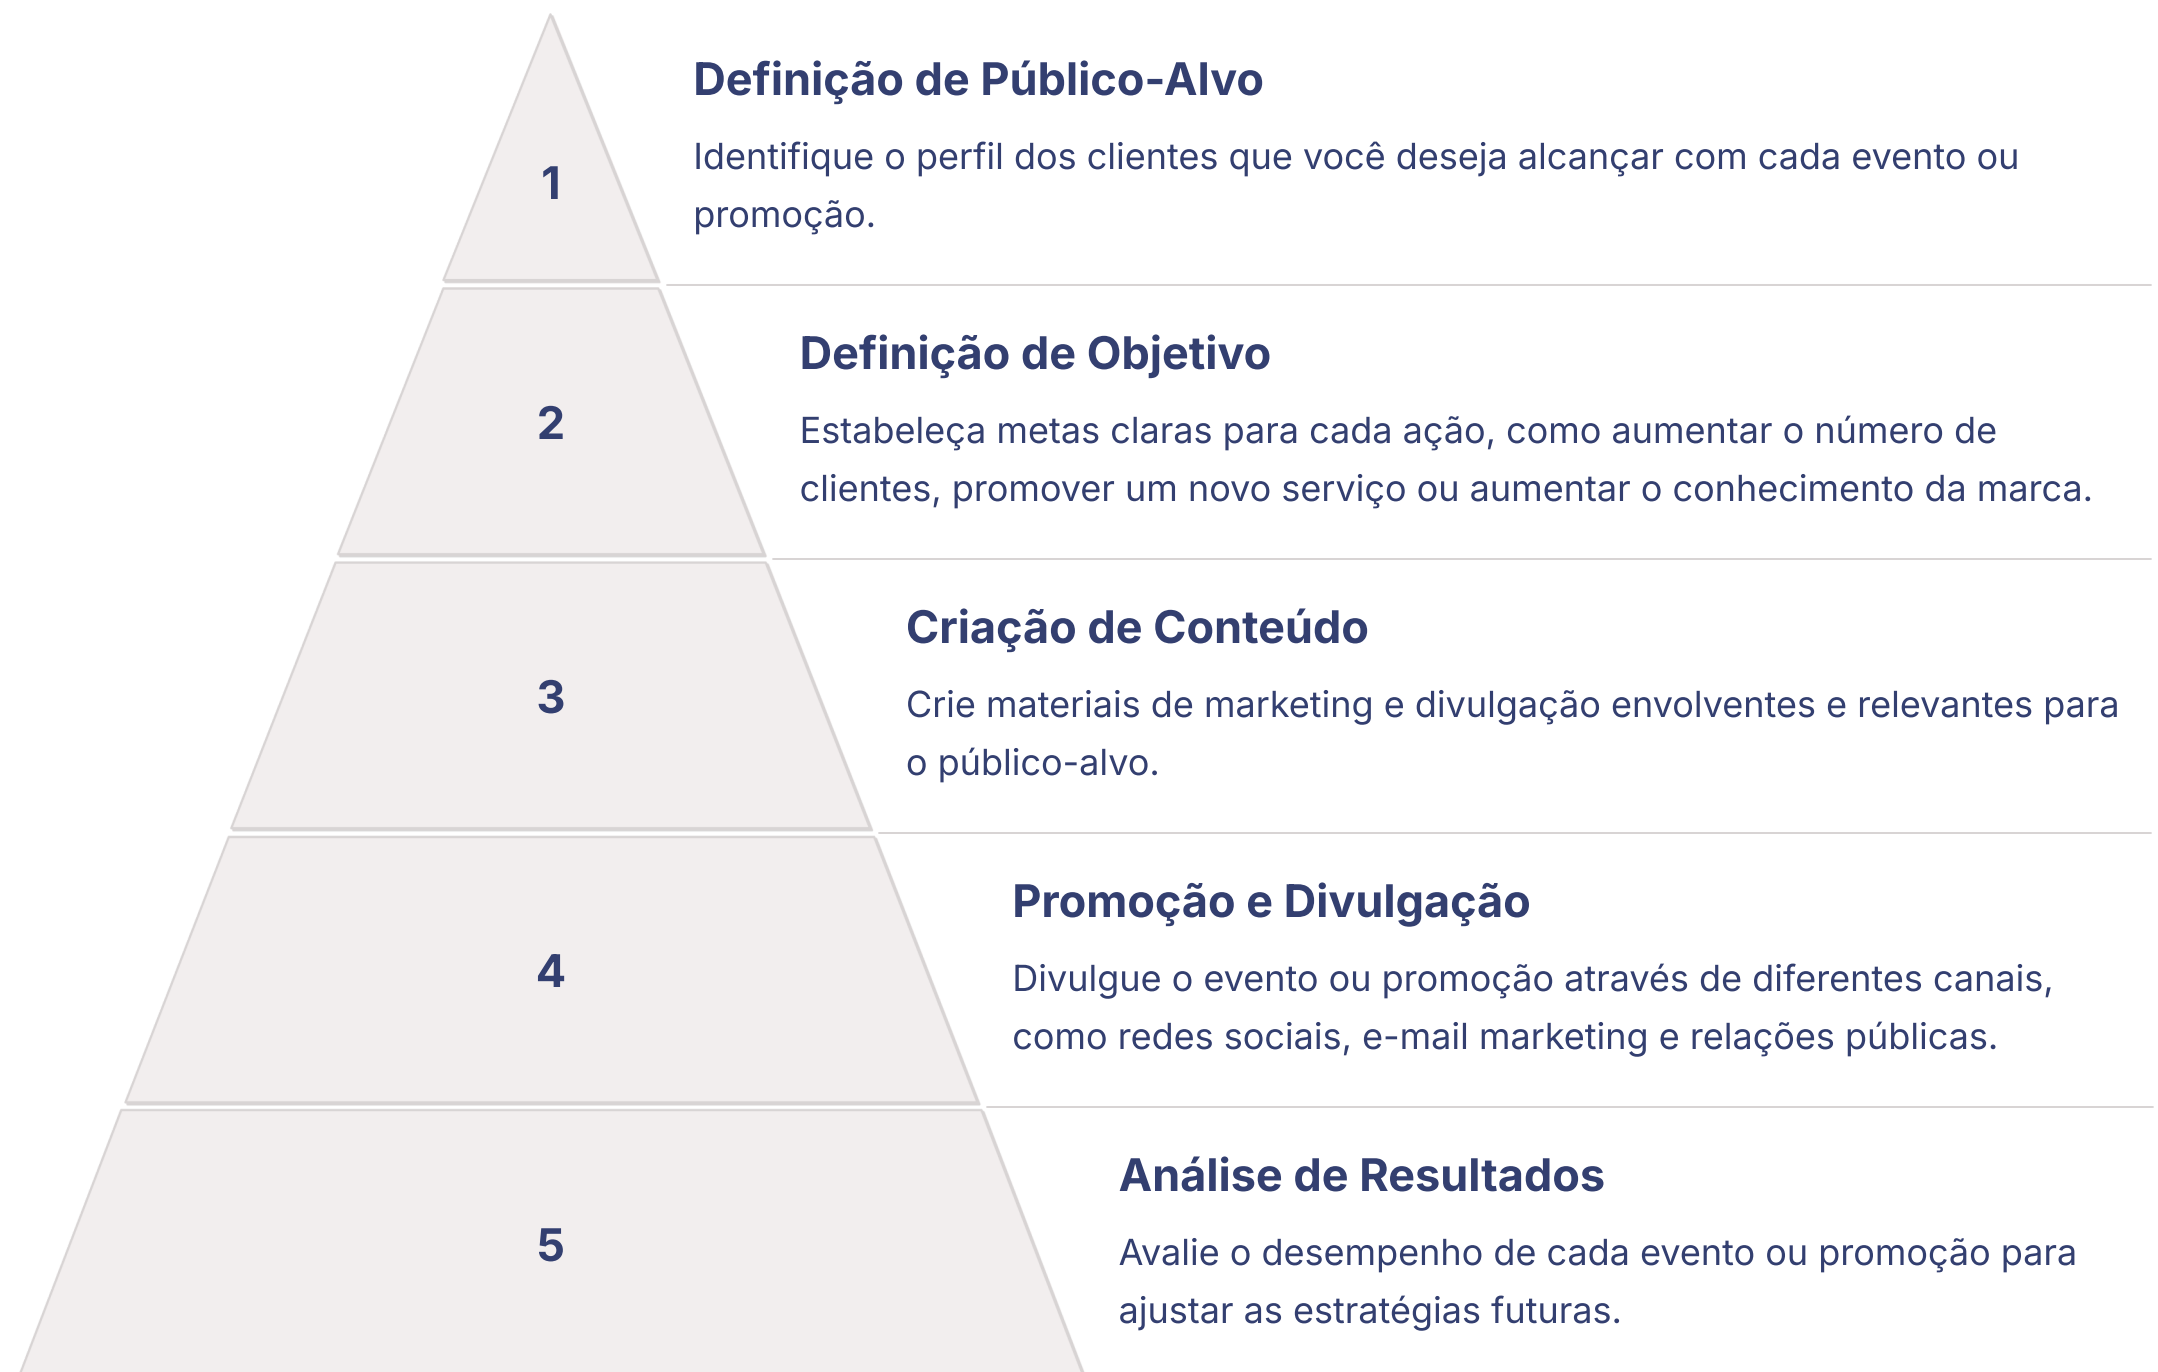 1
Definição de Público-Alvo
Identifique o perfil dos clientes que você deseja alcançar com cada evento ou
promoção.
2
Definição de Objetivo
Estabeleça metas claras para cada ação, como aumentar o número de
clientes, promover um novo serviço ou aumentar o conhecimento da marca.
3
Criação de Conteúdo
Crie materiais de marketing e divulgação envolventes e relevantes para
o público-alvo.
4
Promoção e Divulgação
Divulgue o evento ou promoção através de diferentes canais,
como redes sociais, e-mail marketing e relações públicas.
5
Análise de Resultados
Avalie o desempenho de cada evento ou promoção para
ajustar as estratégias futuras.